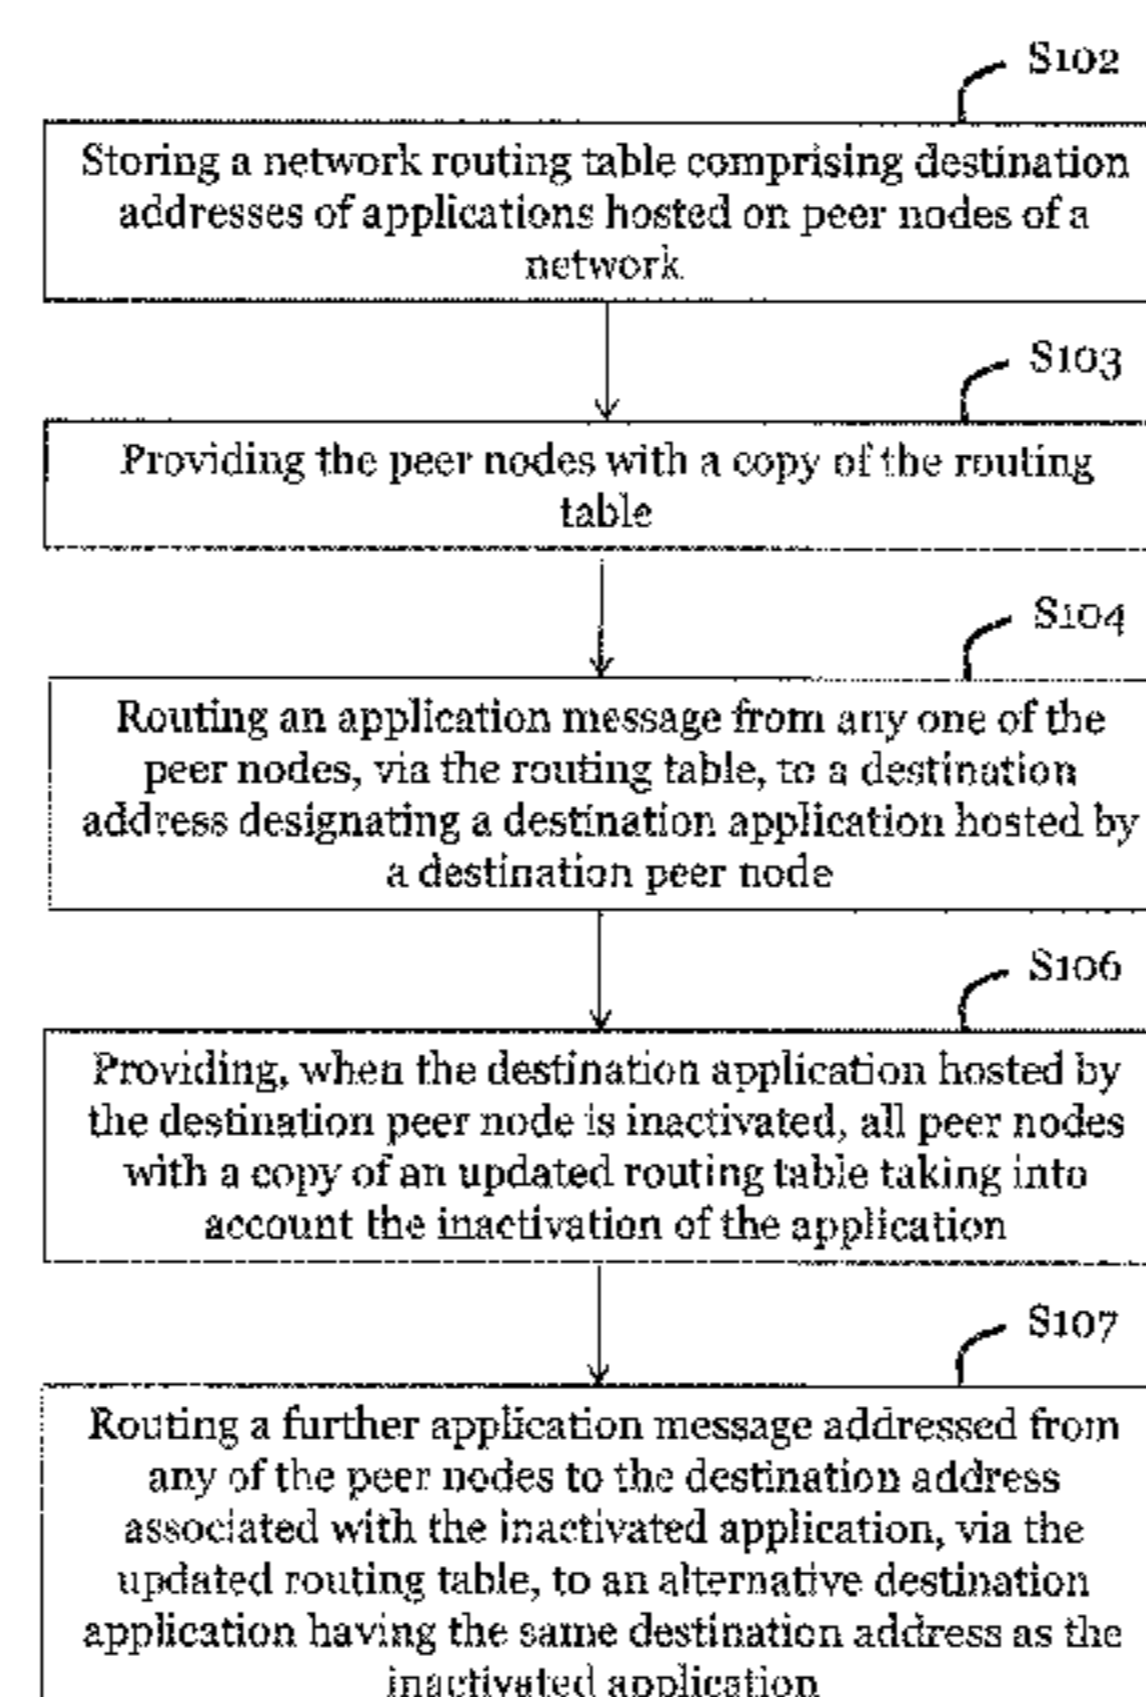 S102
Storing a network routing table comprising destination
addresses of applications hosted on peer nodes of a
network
S103
Providing the peer nodes with a copy of the routing
table
S104
Routing an application message from any one of the
peer nodes, via the routing table, to a destination
address designating a destination application hosted by
a destination peer node
S106
Providing, when the destination application hosted by
the destination peer node is inactivated, all peer nodes
with a copy of an updated routing table taking into
account the inactivation of the application
S107
Routing a further application message addressed from
any of the peer nodes to the destination address
associated with the inactivated application, via the
updated routing table, to an alternative destination
application having the same destination address as the
inactivated application